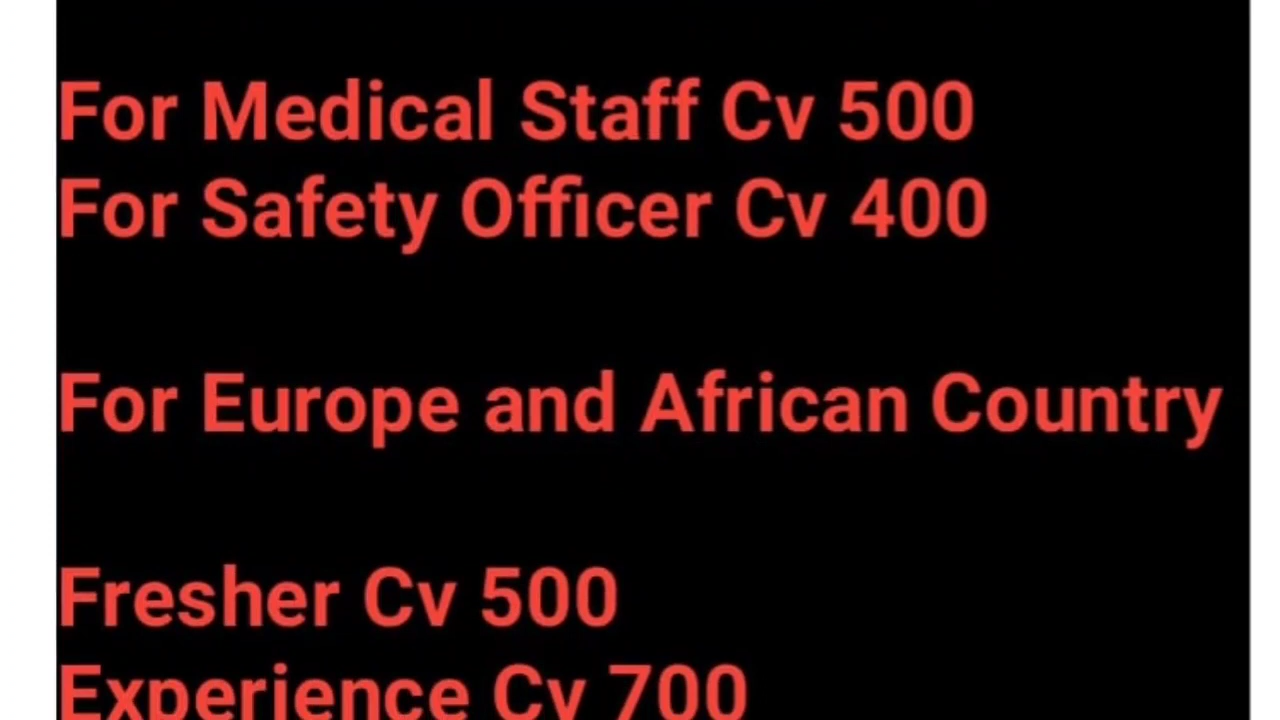 For Medical Staff Cv 500
For Safety Officer Cv 400
For Europe and African Country
Fresher Cv 500
Experience Cv 700